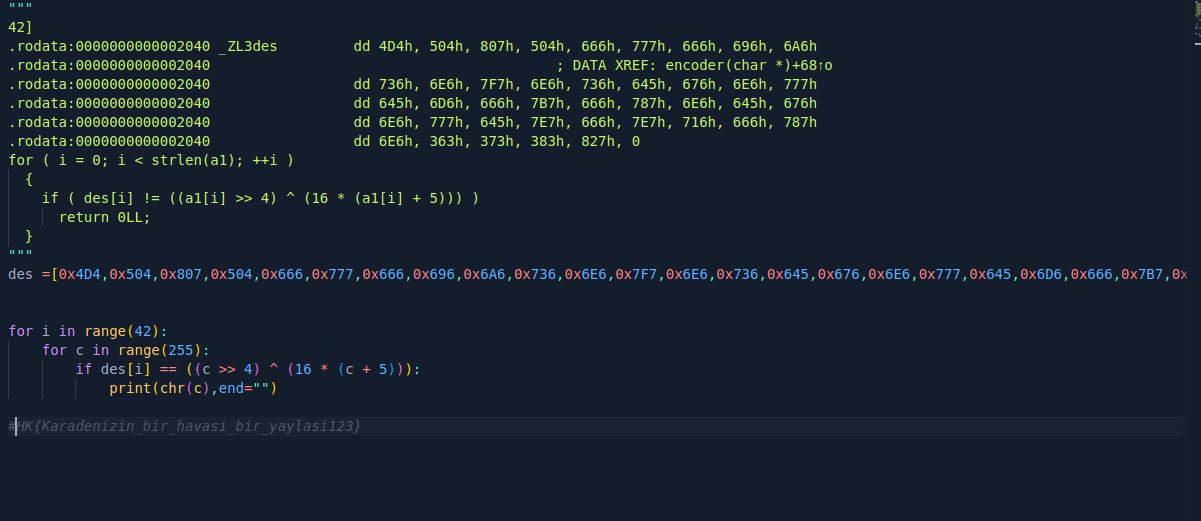 """
42]
.rodata:0000000000002040 _ZL3des         dd 4D4h, 504h, 807h, 504h, 666h, 777h, 666h, 696h, 6A6h
.rodata:0000000000002040                                         ; DATA XREF: encoder(char *)+68↑o
.rodata:0000000000002040                 dd 736h, 6E6h, 7F7h, 6E6h, 736h, 645h, 676h, 6E6h, 777h
.rodata:0000000000002040                 dd 645h, 6D6h, 666h, 7B7h, 666h, 787h, 6E6h, 645h, 676h
.rodata:0000000000002040                 dd 6E6h, 777h, 645h, 7E7h, 666h, 7E7h, 716h, 666h, 787h
.rodata:0000000000002040                 dd 6E6h, 363h, 373h, 383h, 827h, 0
for ( i = 0; i < strlen(a1); ++i )
  {
    if ( des[i] != ((a1[i] >> 4) ^ (16 * (a1[i] + 5))) )
      return 0LL;
  }
"""
des =[0x4D4,0x504,0x807,0x504,0x666,0x777,0x666,0x696,0x6A6,0x736,0x6E6,0x7F7,0x6E6,0x736,0x645,0x676,0x6E6,0x777,0x645,0x6D6,0x666,0x7B7,0x
for i in range(42):
    for c in range(255):
        if des[i] == ((c >> 4) ^ (16 * (c + 5))):
            print(chr(c),end="")
#HK{Karadenizin_bir_havasi_bir_yaylasi123}